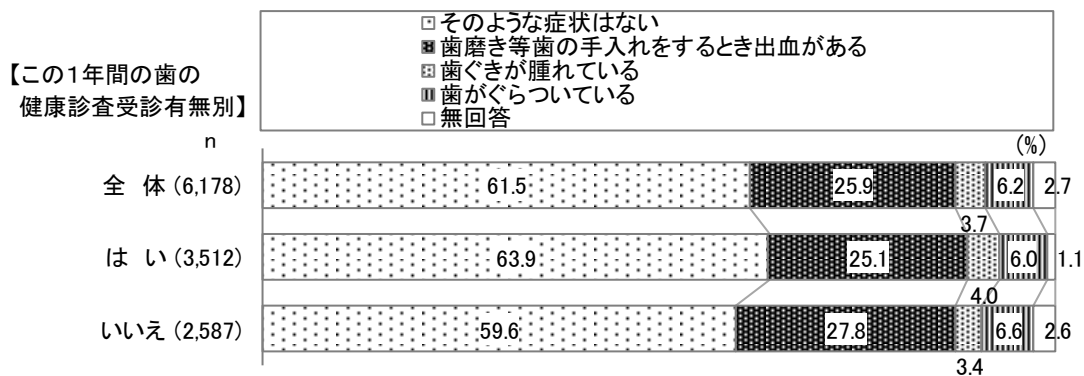 そのような症状はない
歯磨き等歯の手入れをするとき出血がある
歯ぐきが腫れている
歯がぐらついている
無回答
【この1年間の歯の
健康診査受診有無別】
n
(%)
全 体 (6,178) 61.5 25.9 3.7 6.2 2.7
は い (3,512) 63.9 25.1 4.0 6.0 1.1
いいえ (2,587) 59.6 27.8 3.4 6.6 2.6